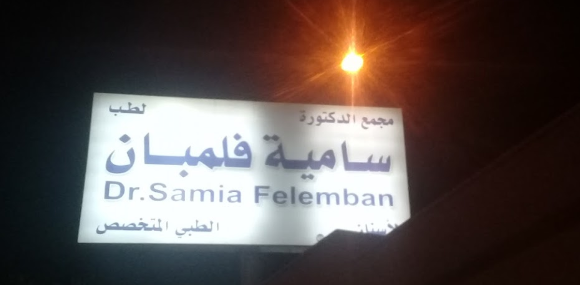 مجمع الدكتورة لطب
سامية فلمبان
Dr.Samia Felemban
الطبي المتخصص